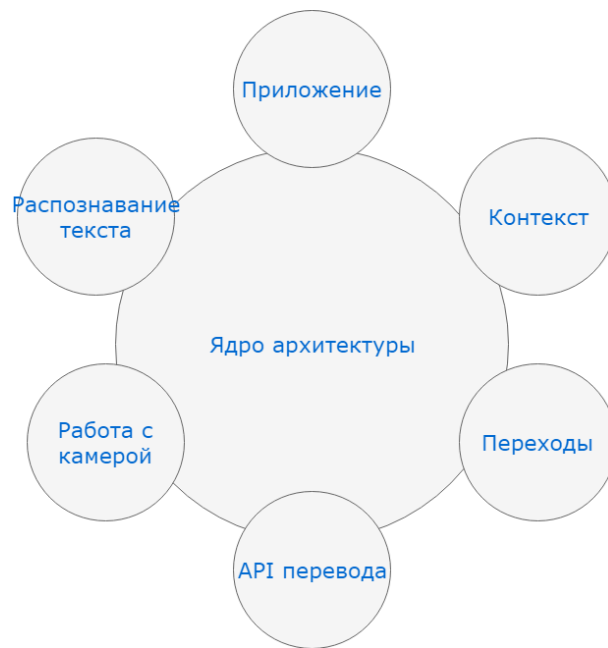 Приложение
Распознавание
текста
Контекст
Ядро архитектуры
Работа с
камерой
Переходы
API перевода